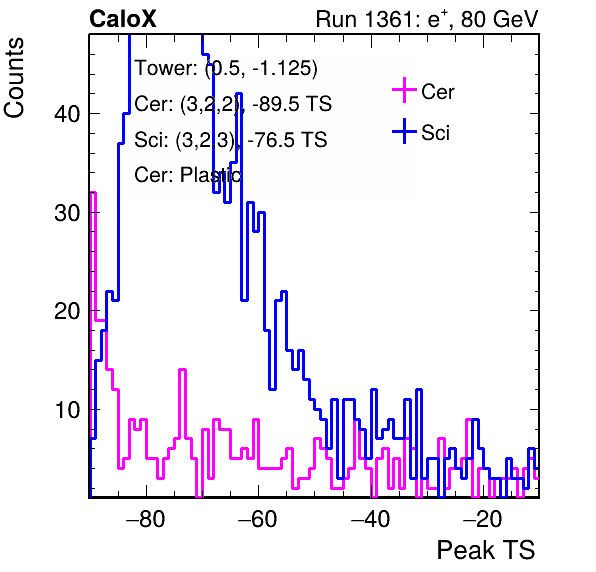 CaloX Run 1361: e⁺, 80 GeV
Counts
Tower: (0.5, -1.125)
Cer: (3,2,2), -89.5 TS
Sci: (3,2,3), -76.5 TS
Cer: Plastic
Cer
Sci
40
30
20
10
−80 −60 −40 −20
Peak TS